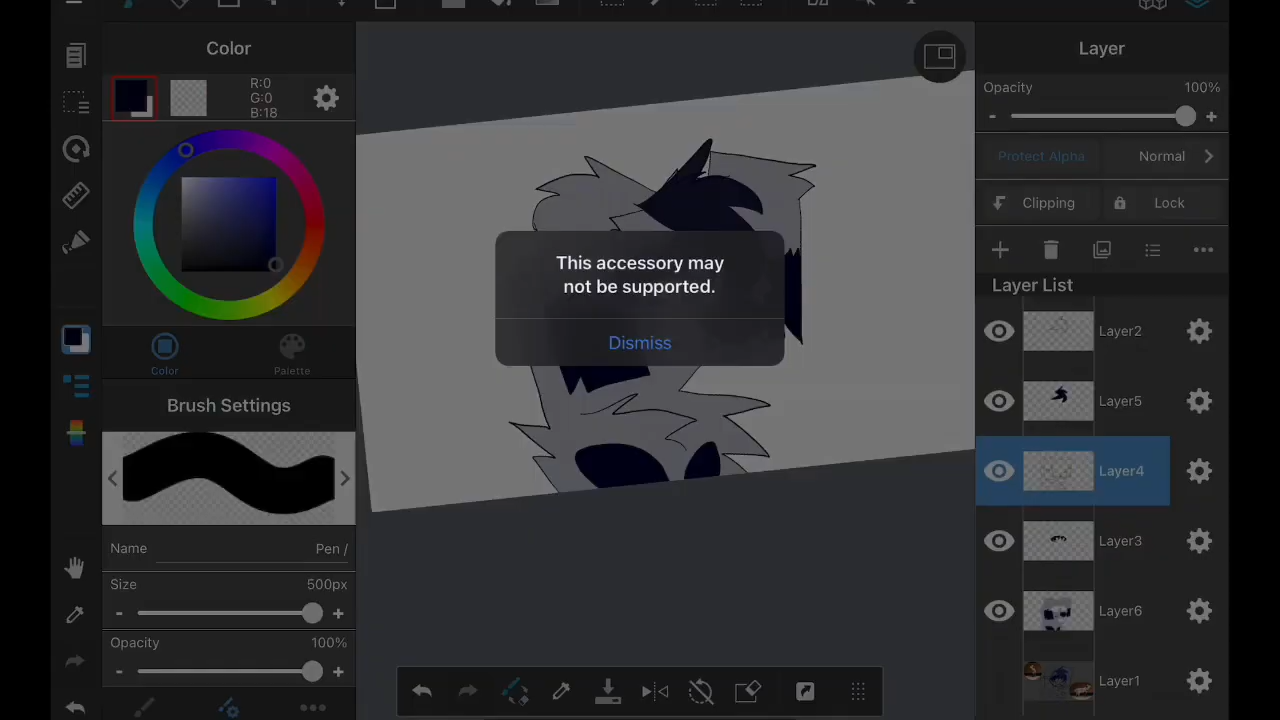 Color
R:0
G:0
B:18
Color
Palette
Brush Settings
Name
Pen /
Size
500px
-
+
Opacity
100%
-
+
This accessory may
not be supported.
Dismiss
Layer
Opacity
100%
-
+
Protect Alpha
Normal
Clipping
Lock
Layer List
Layer2
Layer5
Layer4
Layer3
Layer6
Layer1